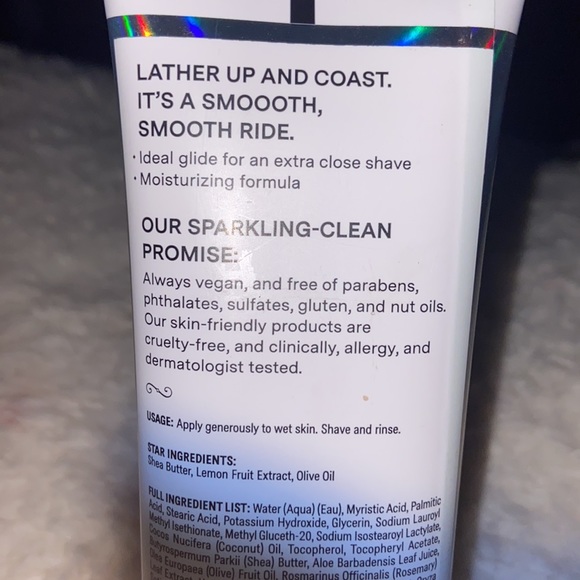 LATHER UP AND COAST.
IT'S A SMOOOTH,
SMOOTH RIDE.
· Ideal glide for an extra close shave
· Moisturizing formula
OUR SPARKLING-CLEAN
PROMISE:
Always vegan, and free of parabens,
phthalates, sulfates, gluten, and nut oils.
Our skin-friendly products are
cruelty-free, and clinically, allergy, and
dermatologist tested.
USAGE: Apply generously to wet skin. Shave and rinse.
STAR INGREDIENTS:
Shea Butter, Lemon Fruit Extract, Olive Oil
FULL INGREDIENT LIST: Water (Aqua) (Eau), Myristic Acid, Palmitic
Acid, Stearic Acid, Potassium Hydroxide, Glycerin, Sodium Lauroyl
Methyl Isethionate, Methyl Gluceth-20, Sodium Isostearoyl Lactylate,
Cocos Nucifera (Coconut) Oil, Tocopherol, Tocopheryl Acetate,
Butyrospermum Parkii (Shea) Butter, Aloe Barbadensis Leaf Juice,
Olea Europaea (Olive) Fruit Oil, Rosmarinus Officinalis (Rosemary)